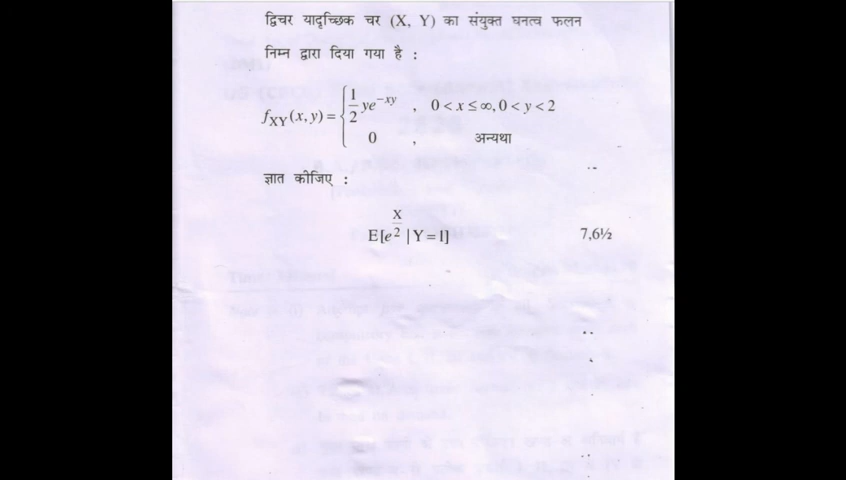 द्विचर यादृच्छिक चर (X, Y) का संयुक्त घनत्व फलन
निम्न द्वारा दिया गया है :
f_XY(x, y) = { 1/2 ye^{-xy} , 0 < x ≤ ∞, 0 < y < 2
0 , अन्यथा
ज्ञात कीजिए :
E[e^{X/2} | Y = 1] 7,6½